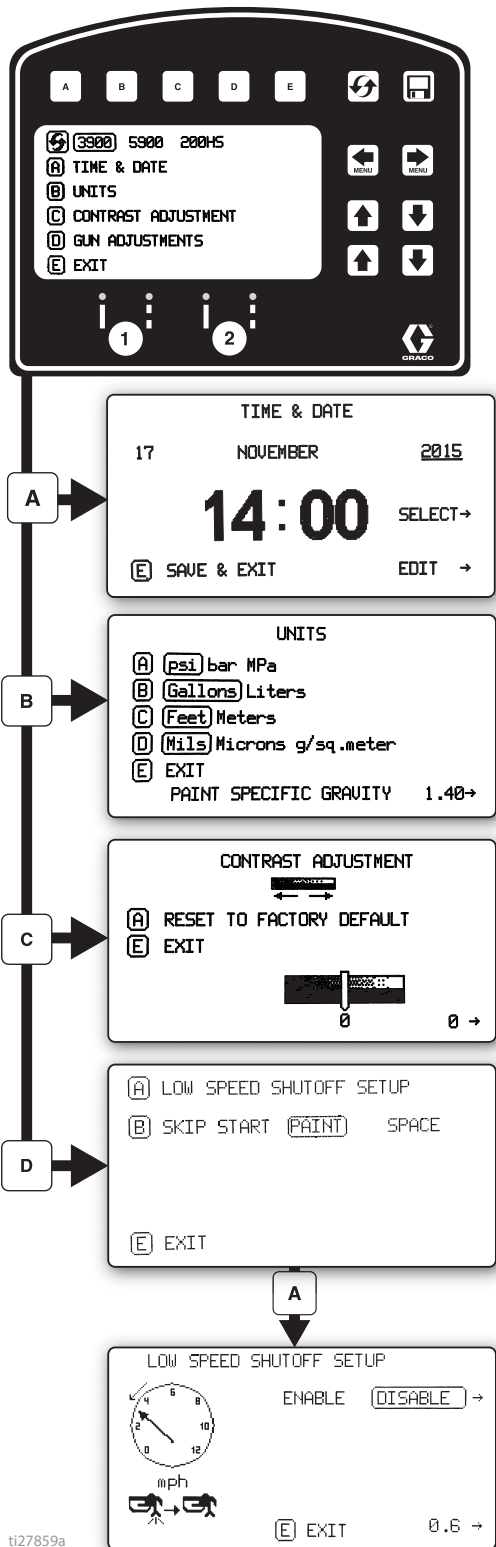 A B C D E
3900 5900 200HS
A TIME & DATE
B UNITS
C CONTRAST ADJUSTMENT
D GUN ADJUSTMENTS
E EXIT
MENU MENU
1 2
GRACO
A
TIME & DATE
17 NOVEMBER 2015
14:00
SELECT→
E SAVE & EXIT EDIT →
B
UNITS
A psi bar MPa
B Gallons Liters
C Feet Meters
D Mils Microns g/sq.meter
E EXIT
PAINT SPECIFIC GRAVITY 1.40→
C
CONTRAST ADJUSTMENT
A RESET TO FACTORY DEFAULT
E EXIT
0 0 →
D
A LOW SPEED SHUTOFF SETUP
B SKIP START PAINT SPACE
E EXIT
A
LOW SPEED SHUTOFF SETUP
0 2 4 6 8 10 12
ENABLE DISABLE →
mph
E EXIT 0.6 →
ti27859a